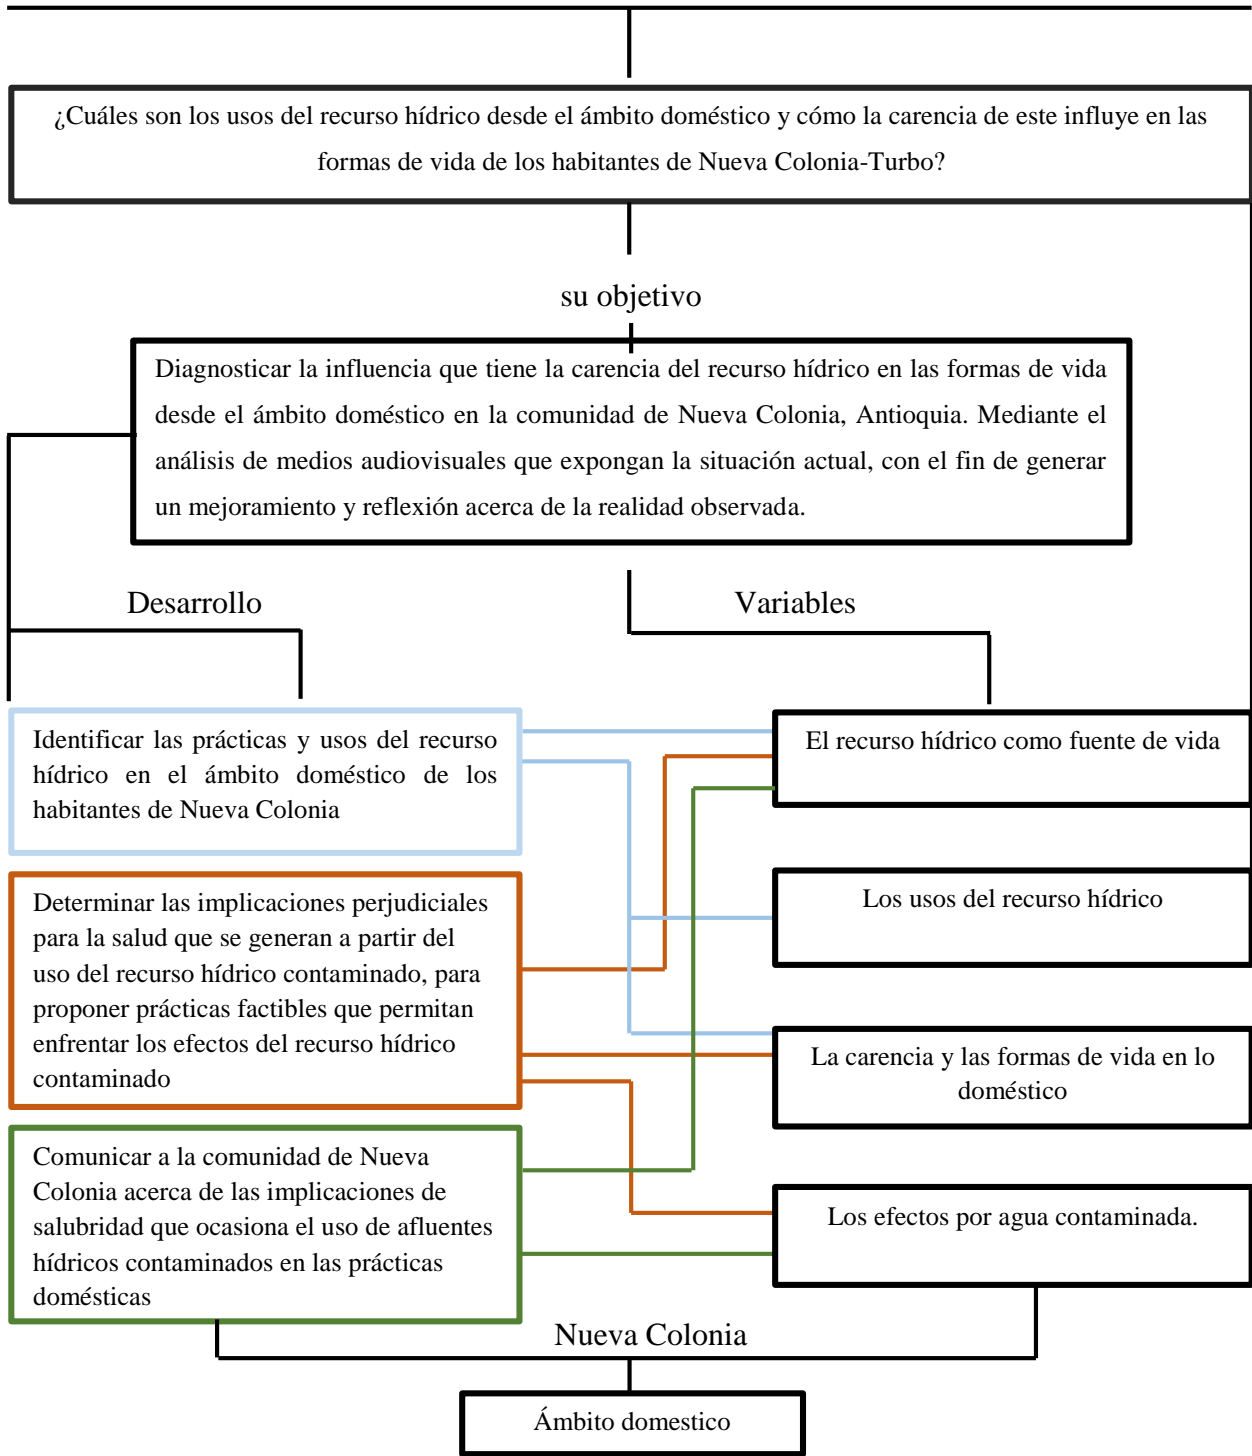 ¿Cuáles son los usos del recurso hídrico desde el ámbito doméstico y cómo la carencia de este influye en las
formas de vida de los habitantes de Nueva Colonia-Turbo?
su objetivo
Diagnosticar la influencia que tiene la carencia del recurso hídrico en las formas de vida
desde el ámbito doméstico en la comunidad de Nueva Colonia, Antioquia. Mediante el
análisis de medios audiovisuales que expongan la situación actual, con el fin de generar
un mejoramiento y reflexión acerca de la realidad observada.
Desarrollo
Variables
Identificar las prácticas y usos del recurso
hídrico en el ámbito doméstico de los
habitantes de Nueva Colonia
El recurso hídrico como fuente de vida
Determinar las implicaciones perjudiciales
para la salud que se generan a partir del
uso del recurso hídrico contaminado, para
proponer prácticas factibles que permitan
enfrentar los efectos del recurso hídrico
contaminado
Los usos del recurso hídrico
La carencia y las formas de vida en lo
doméstico
Comunicar a la comunidad de Nueva
Colonia acerca de las implicaciones de
salubridad que ocasiona el uso de afluentes
hídricos contaminados en las prácticas
domésticas
Los efectos por agua contaminada.
Nueva Colonia
Ámbito domestico